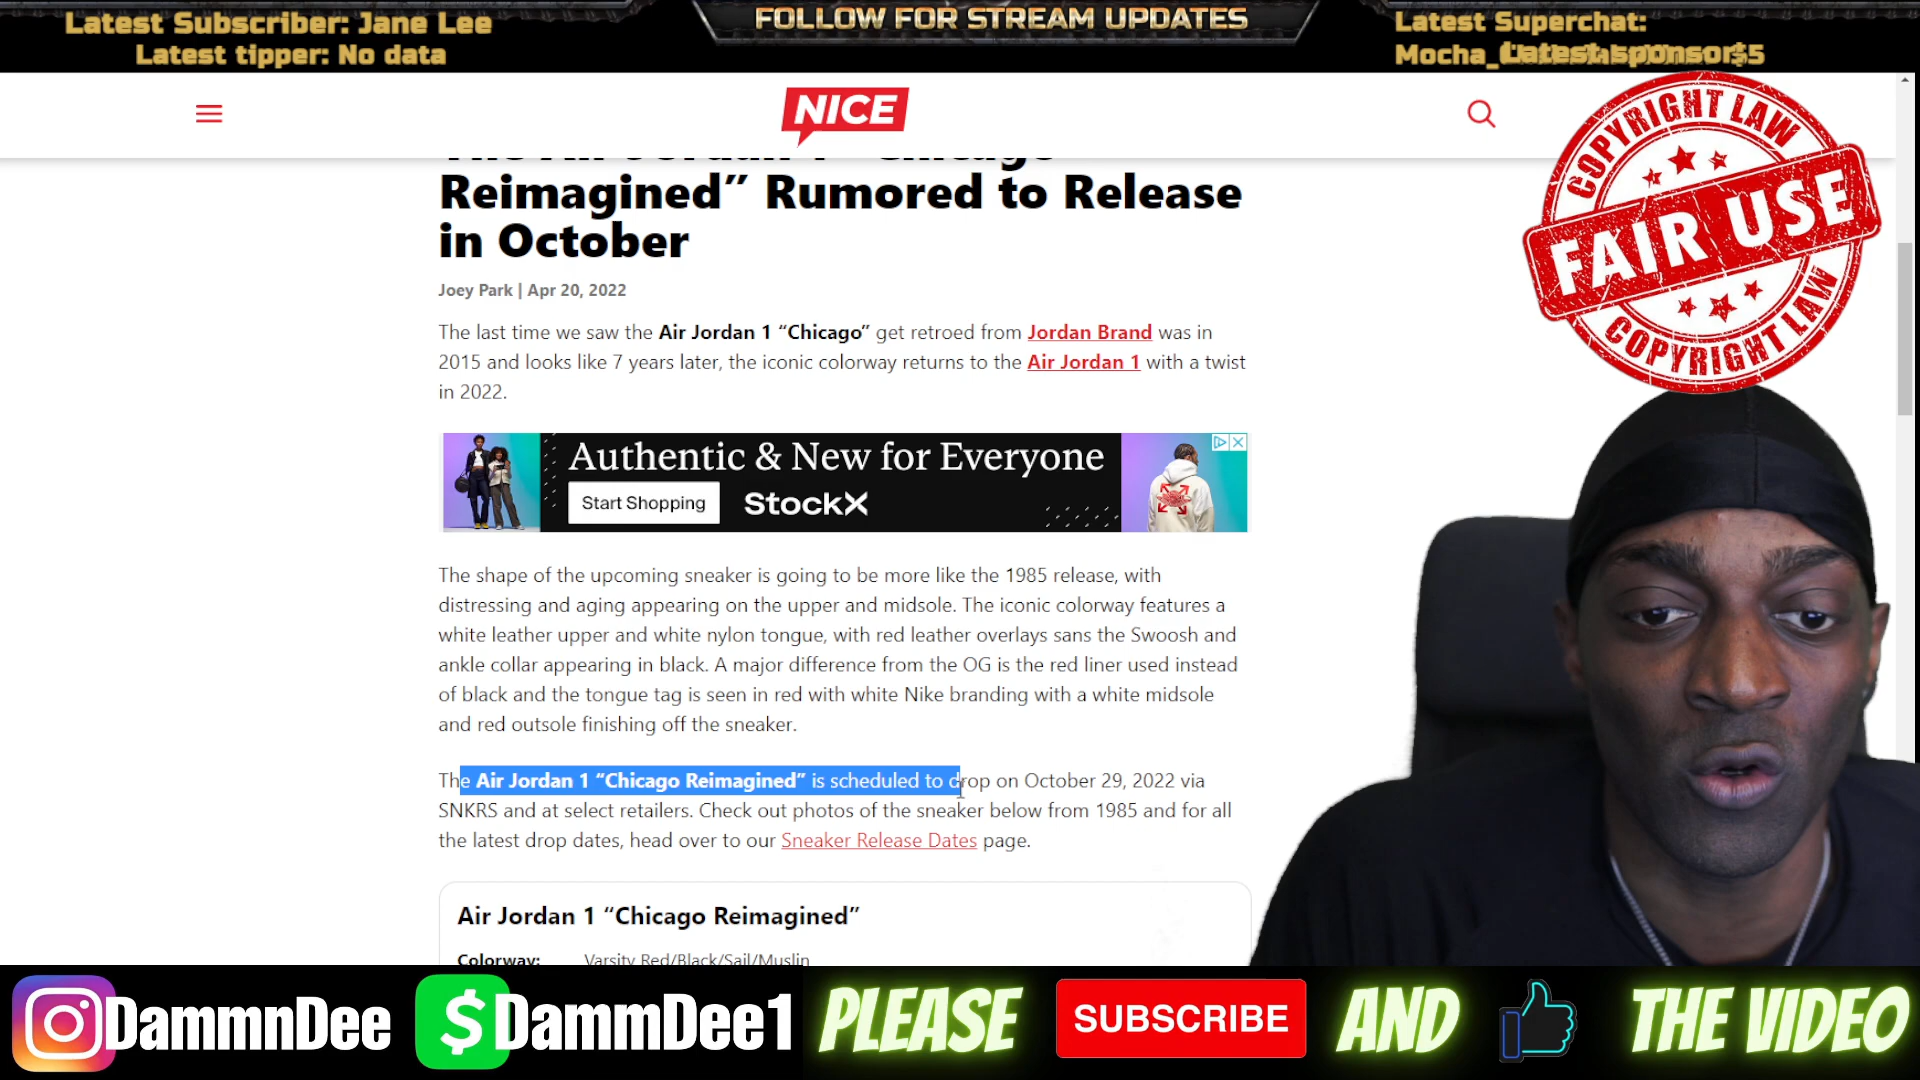 Latest Subscriber: Jane Lee
Latest tipper: No data
FOLLOW FOR STREAM UPDATES
Latest Superchat:
Mocha_
Latest sponsor:
$5
NICE
COPYRIGHT LAW
FAIR USE
COPYRIGHT LAW
The Air Jordan 1 “Chicago
Reimagined” Rumored to Release
in October
Joey Park | Apr 20, 2022
The last time we saw the Air Jordan 1 “Chicago” get retroed from Jordan Brand was in
2015 and looks like 7 years later, the iconic colorway returns to the Air Jordan 1 with a twist
in 2022.
Authentic & New for Everyone
Start Shopping
StockX
The shape of the upcoming sneaker is going to be more like the 1985 release, with
distressing and aging appearing on the upper and midsole. The iconic colorway features a
white leather upper and white nylon tongue, with red leather overlays sans the Swoosh and
ankle collar appearing in black. A major difference from the OG is the red liner used instead
of black and the tongue tag is seen in red with white Nike branding with a white midsole
and red outsole finishing off the sneaker.
The Air Jordan 1 “Chicago Reimagined” is scheduled to drop on October 29, 2022 via
SNKRS and at select retailers. Check out photos of the sneaker below from 1985 and for all
the latest drop dates, head over to our Sneaker Release Dates page.
Air Jordan 1 “Chicago Reimagined”
Colorway: Varsity Red/Black/Sail/Muslin
DammnDee
$
DammDee1
PLEASE
SUBSCRIBE
AND
THE VIDEO